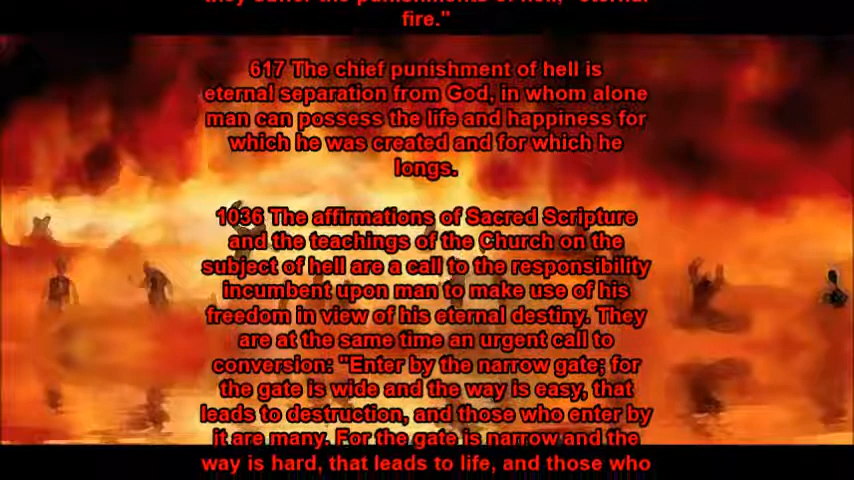 they suffer the punishments of hell, "eternal
fire."
617 The chief punishment of hell is
eternal separation from God, in whom alone
man can possess the life and happiness for
which he was created and for which he
longs.
1036 The affirmations of Sacred Scripture
and the teachings of the Church on the
subject of hell are a call to the responsibility
incumbent upon man to make use of his
freedom in view of his eternal destiny. They
are at the same time an urgent call to
conversion: "Enter by the narrow gate; for
the gate is wide and the way is easy, that
leads to destruction, and those who enter by
it are many. For the gate is narrow and the
way is hard, that leads to life, and those who